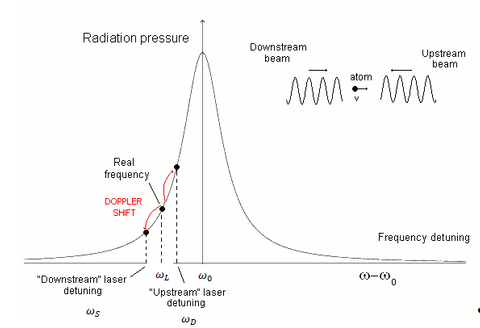 Radiation pressure
Downstream
beam
Upstream
beam
atom
v
Real
frequency
DOPPLER
SHIFT
Frequency detuning
"Downstream" laser
detuning
ω_L
"Upstream" laser
detuning
ω₀
ω–ω₀
ω_S
ω_D